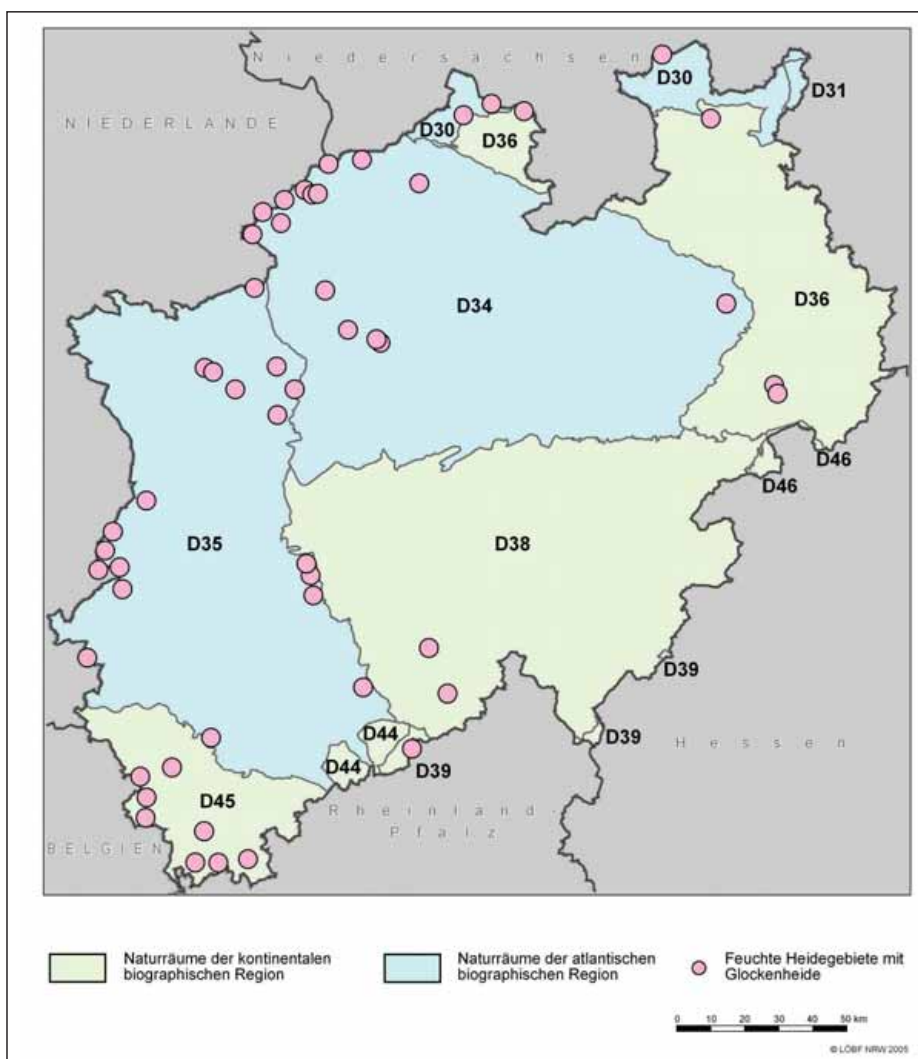 Niedersachsen
NIEDERLANDE
D30
D31
D30
D36
D34
D36
D46
D46
D35
D38
D39
D39
D44
D44
D39
Hessen
D45
Rheinland-
Pfalz
BELGIEN
Naturräume der kontinentalen
biographischen Region
Naturräume der atlantischen
biographischen Region
Feuchte Heidegebiete mit
Glockenheide
0 10 20 30 40 50 km
© LÖBF NRW 2005